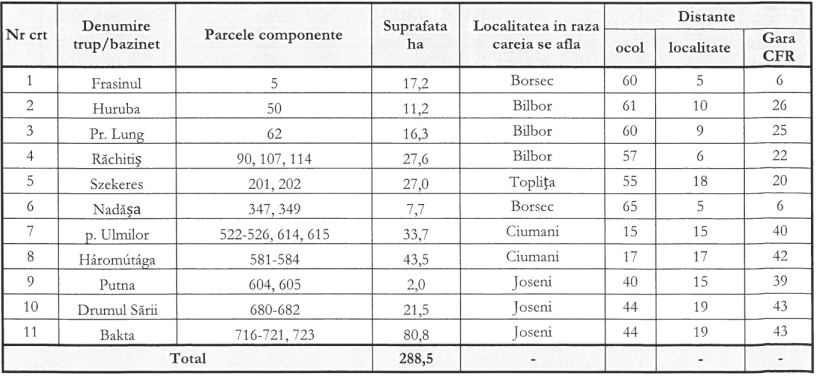 Nr crt | Denumire trup/bazinet | Parcele componente | Suprafata ha | Localitatea in raza careia se afla | Distante
ocol | localitate | Gara CFR
1 | Frasinul | 5 | 17,2 | Borsec | 60 | 5 | 6
2 | Huruba | 50 | 11,2 | Bilbor | 61 | 10 | 26
3 | Pr. Lung | 62 | 16,3 | Bilbor | 60 | 9 | 25
4 | Răchitiş | 90, 107, 114 | 27,6 | Bilbor | 57 | 6 | 22
5 | Szekeres | 201, 202 | 27,0 | Topliţa | 55 | 18 | 20
6 | Nadăşa | 347, 349 | 7,7 | Borsec | 65 | 5 | 6
7 | p. Ulmilor | 522-526, 614, 615 | 33,7 | Ciumani | 15 | 15 | 40
8 | Háromútága | 581-584 | 43,5 | Ciumani | 17 | 17 | 42
9 | Putna | 604, 605 | 2,0 | Joseni | 40 | 15 | 39
10 | Drumul Sării | 680-682 | 21,5 | Joseni | 44 | 19 | 43
11 | Bakta | 716-721, 723 | 80,8 | Joseni | 44 | 19 | 43
Total | 288,5 | - | - | -